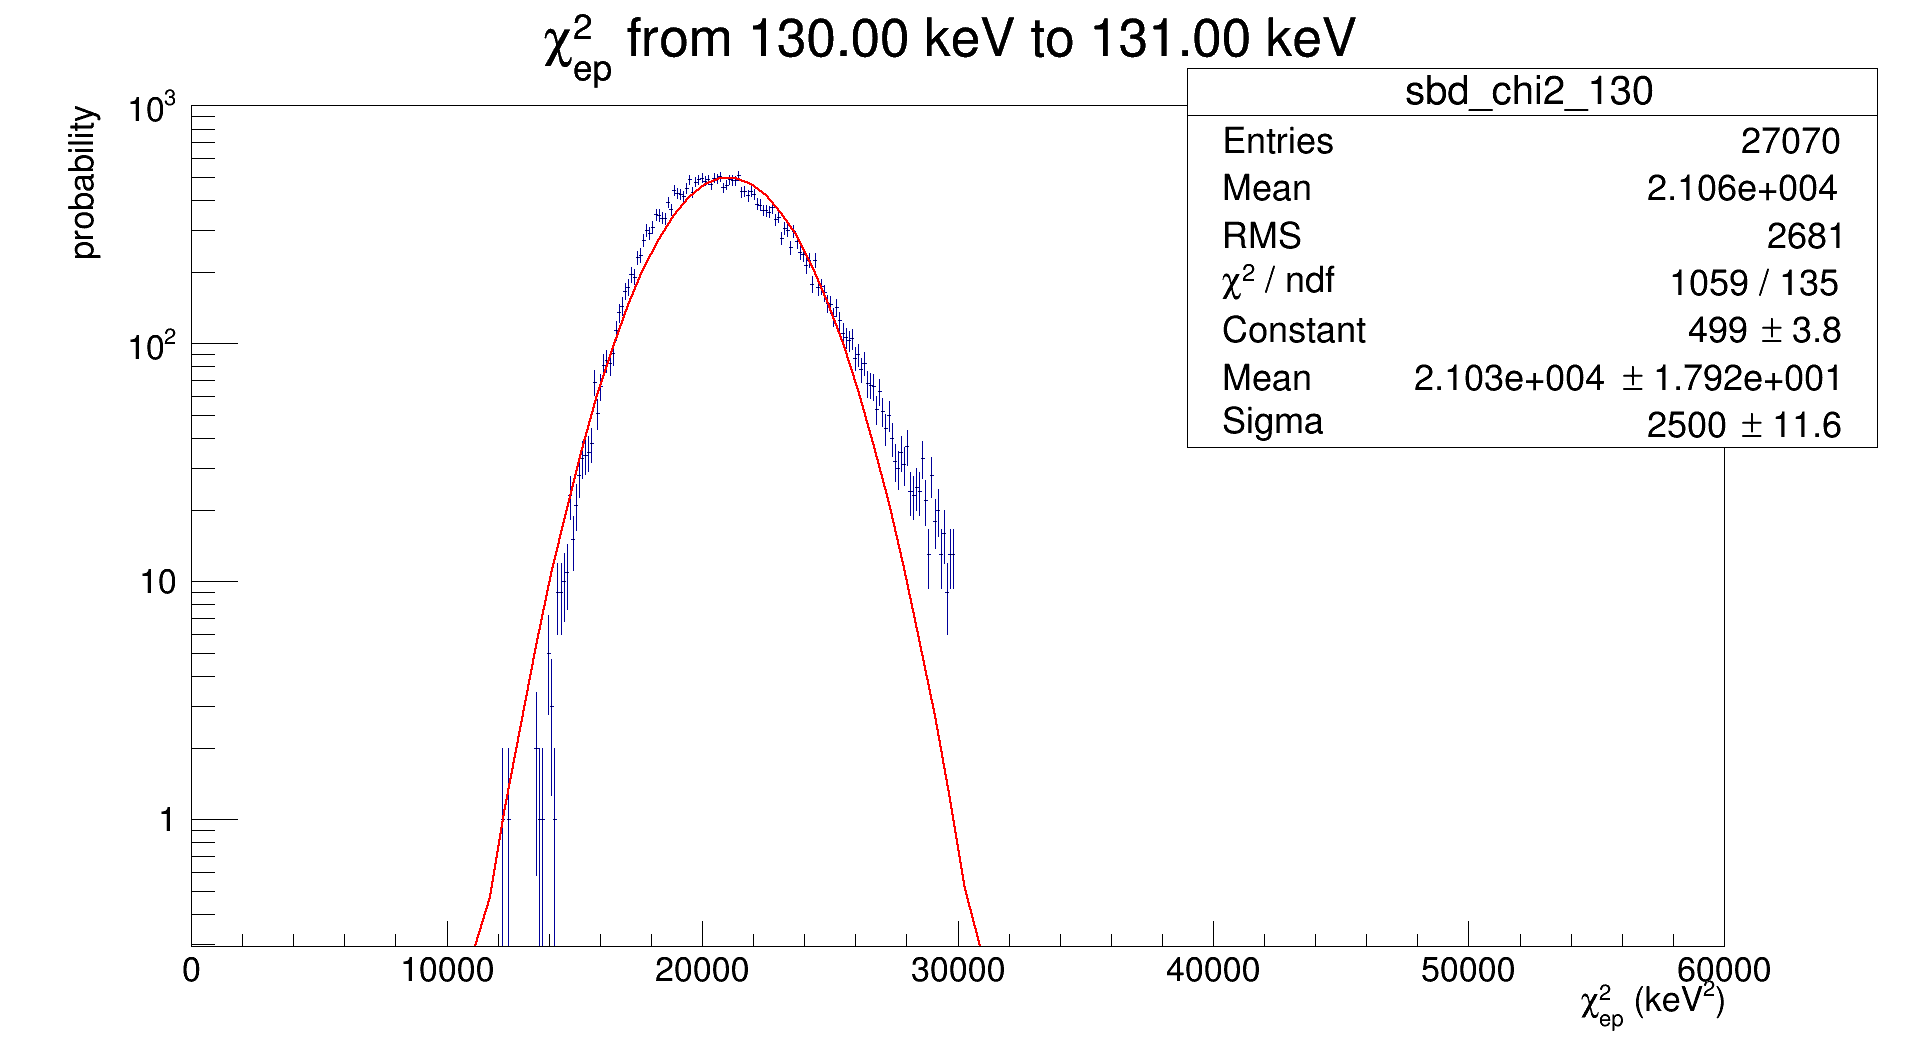 χ²ep from 130.00 keV to 131.00 keV
sbd_chi2_130
Entries 27070
Mean 2.106e+004
RMS 2681
χ² / ndf 1059 / 135
Constant 499 ± 3.8
Mean 2.103e+004 ± 1.792e+001
Sigma 2500 ± 11.6
probability
10³
10²
10
1
0 10000 20000 30000 40000 50000 60000
χ²ep (keV²)